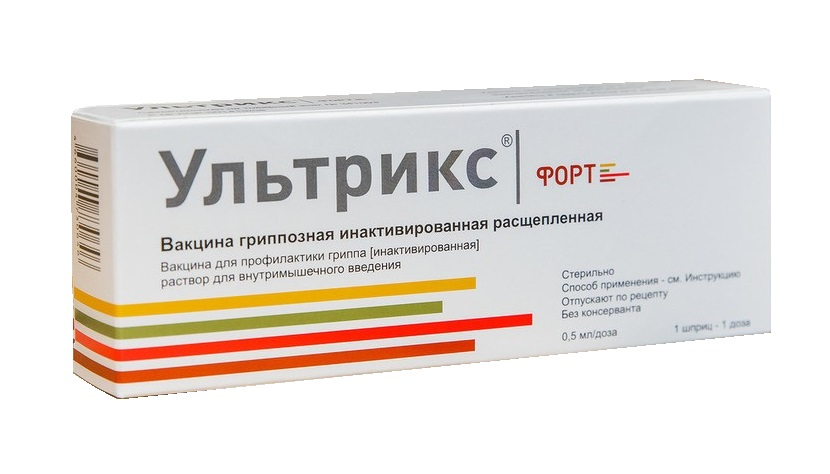 Ультрикс®
ФОРТЕ
Вакцина гриппозная инактивированная расщепленная
Вакцина для профилактики гриппа [инактивированная]
раствор для внутримышечного введения
Стерильно
Способ применения - см. Инструкцию
Отпускают по рецепту
Без консерванта
0,5 мл/доза
1 шприц - 1 доза